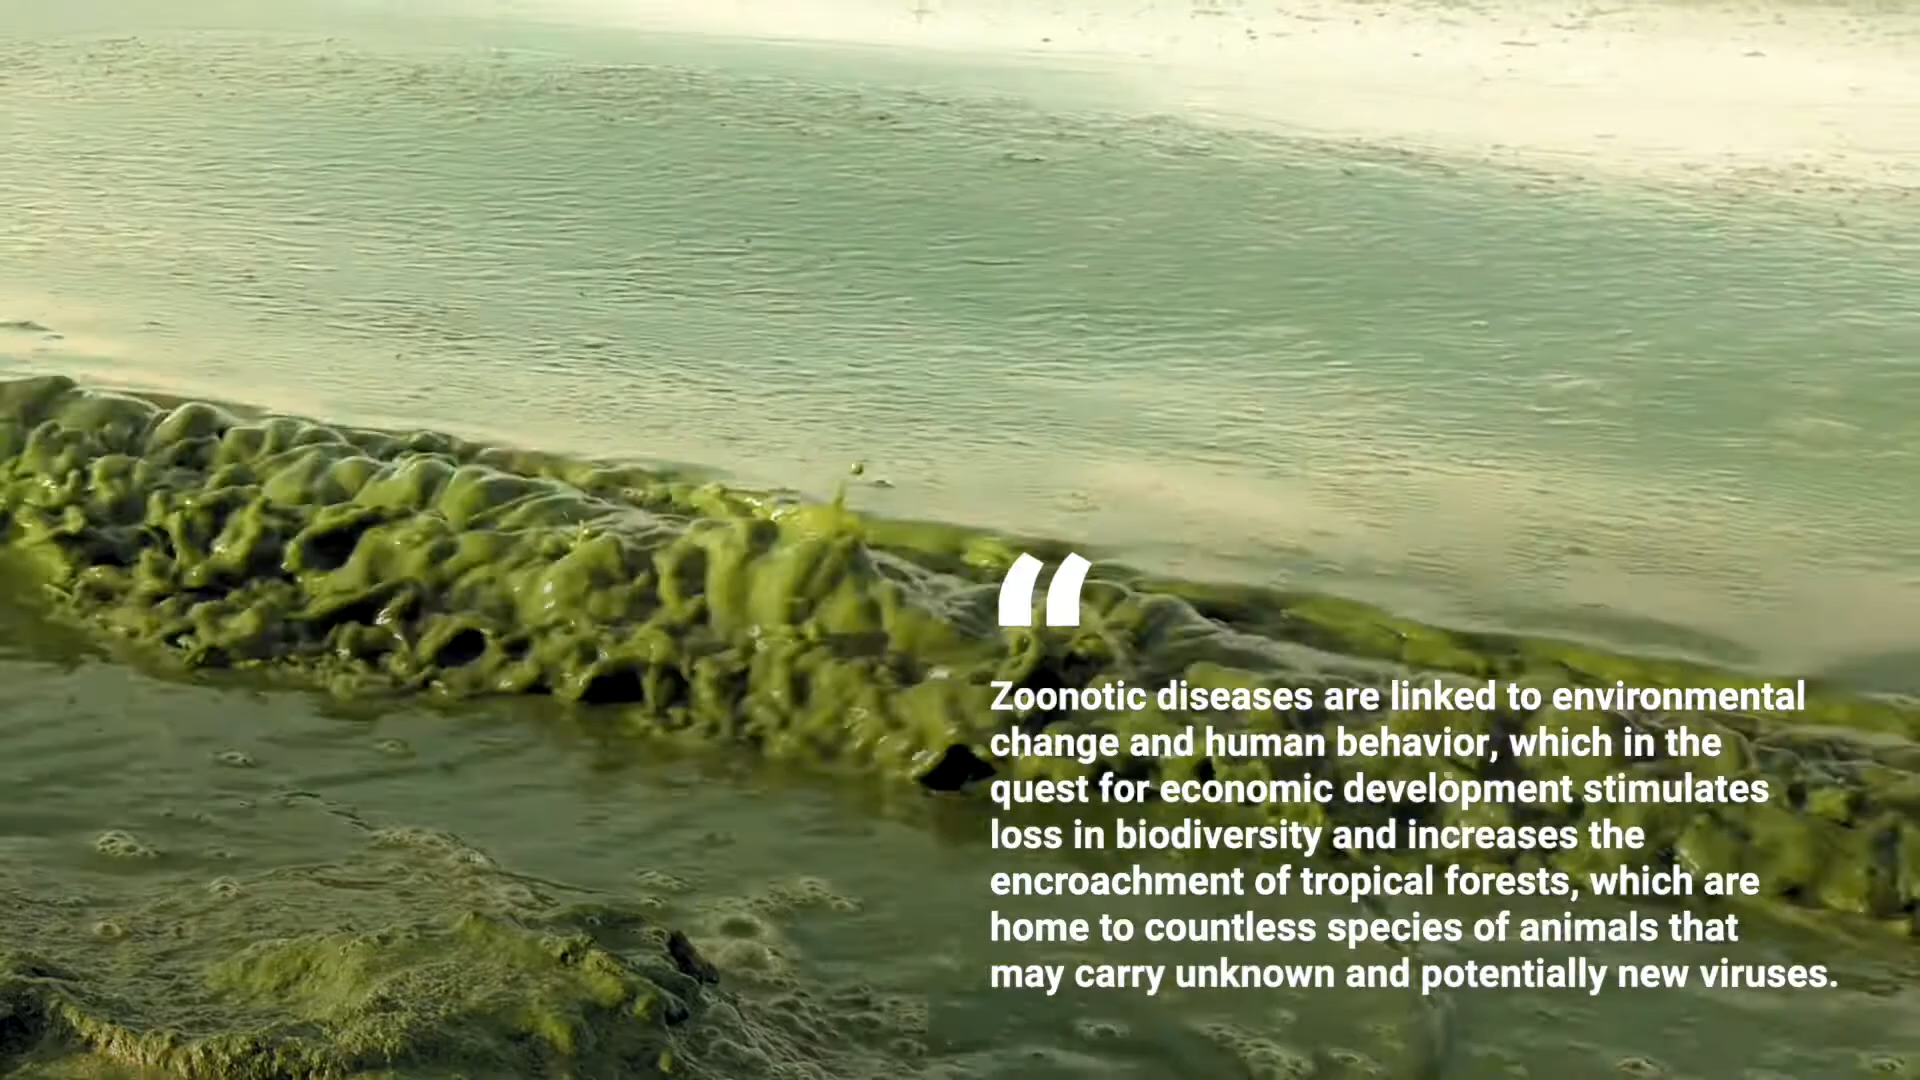 “
Zoonotic diseases are linked to environmental
change and human behavior, which in the
quest for economic development stimulates
loss in biodiversity and increases the
encroachment of tropical forests, which are
home to countless species of animals that
may carry unknown and potentially new viruses.